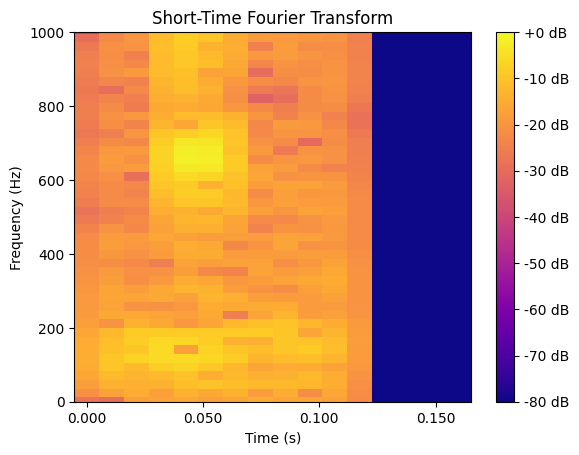 Short-Time Fourier Transform
1000
800
600
400
200
0
Frequency (Hz)
0.000
0.050
0.100
0.150
Time (s)
+0 dB
-10 dB
-20 dB
-30 dB
-40 dB
-50 dB
-60 dB
-70 dB
-80 dB